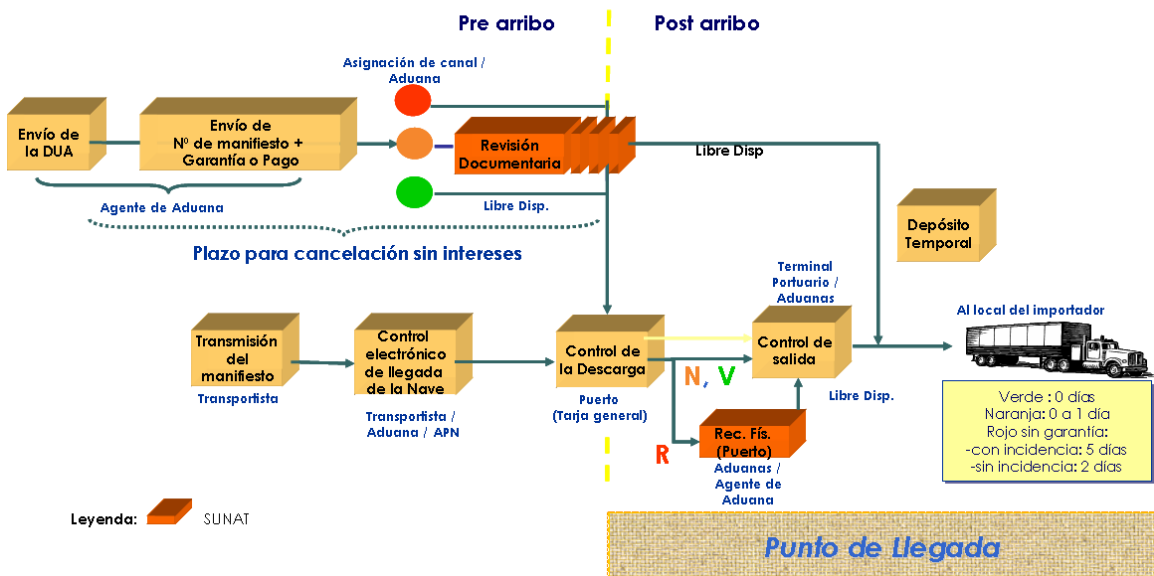 Pre arribo
Post arribo
Asignación de canal /
Aduana
Envío de
la DUA
Envío de
Nº de manifiesto +
Garantía o Pago
Revisión
Documentaria
Libre Disp
Agente de Aduana
Libre Disp.
Plazo para cancelación sin intereses
Depósito
Temporal
Terminal
Portuario /
Aduanas
Al local del importador
Transmisión
del
manifiesto
Transportista
Control
electrónico
de llegada
de la Nave
Transportista /
Aduana / APN
Control de
la Descarga
Puerto
(Tarja general)
N, V
R
Control de
salida
Libre Disp.
Rec. Fís.
(Puerto)
Aduanas /
Agente de
Aduana
Verde : 0 días
Naranja: 0 a 1 día
Rojo sin garantía:
-con incidencia: 5 días
-sin incidencia: 2 días
Leyenda:
SUNAT
Punto de Llegada